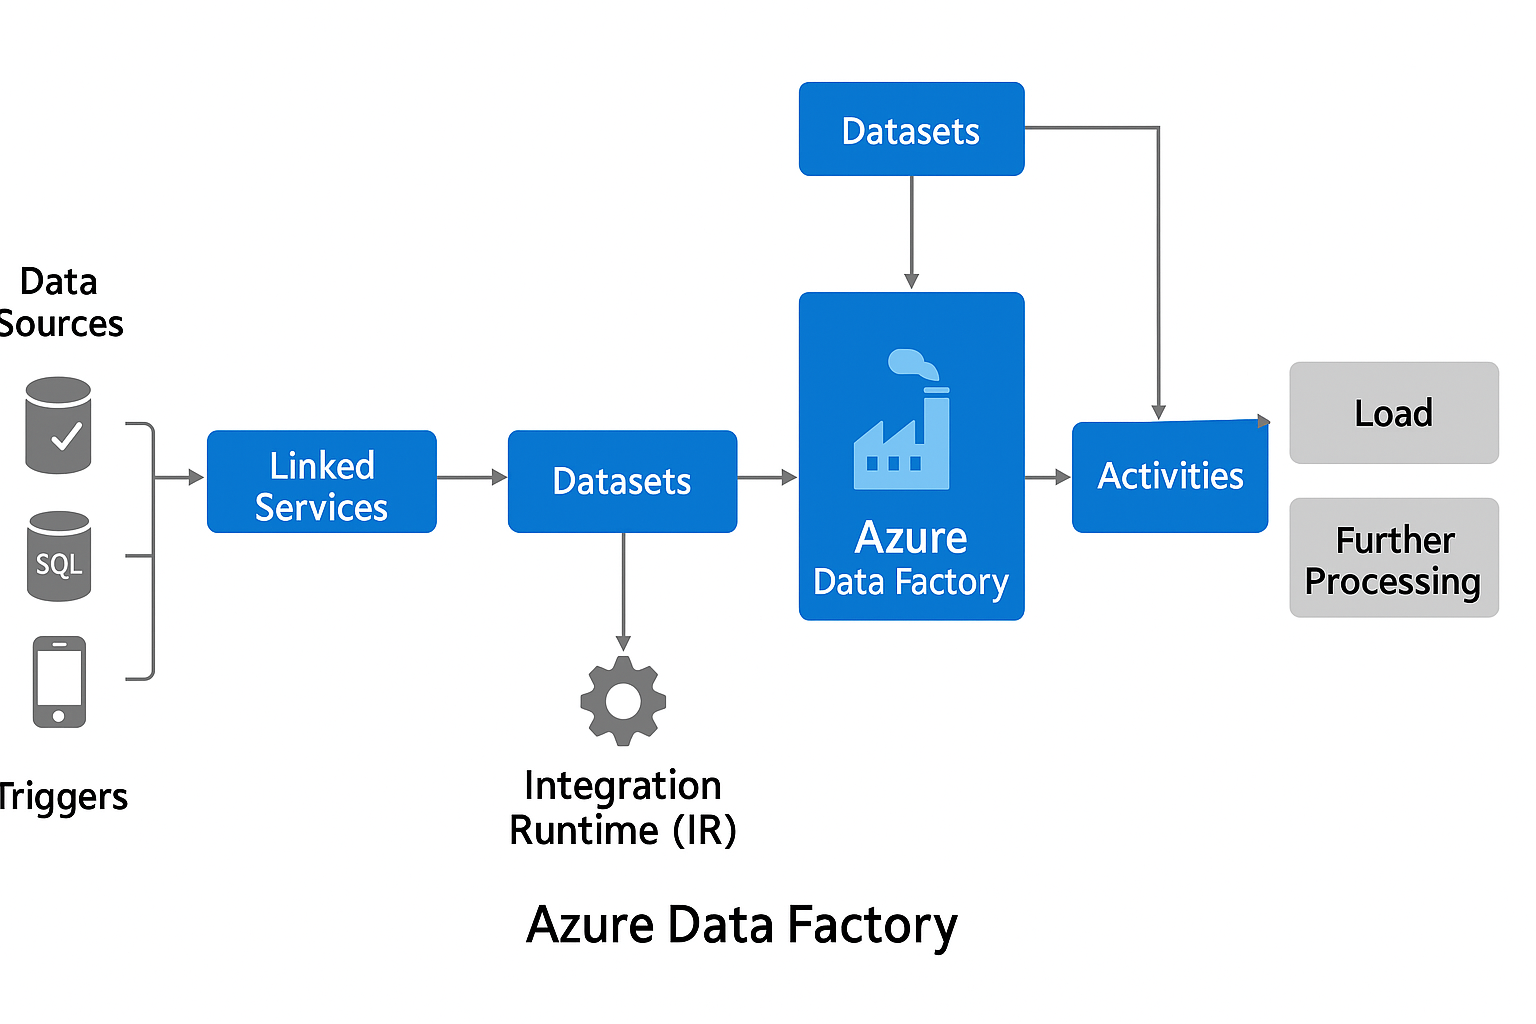 Datasets
Data
Sources
SQL
Triggers
Linked
Services
Datasets
Integration
Runtime (IR)
Azure
Data Factory
Activities
Load
Further
Processing
Azure Data Factory